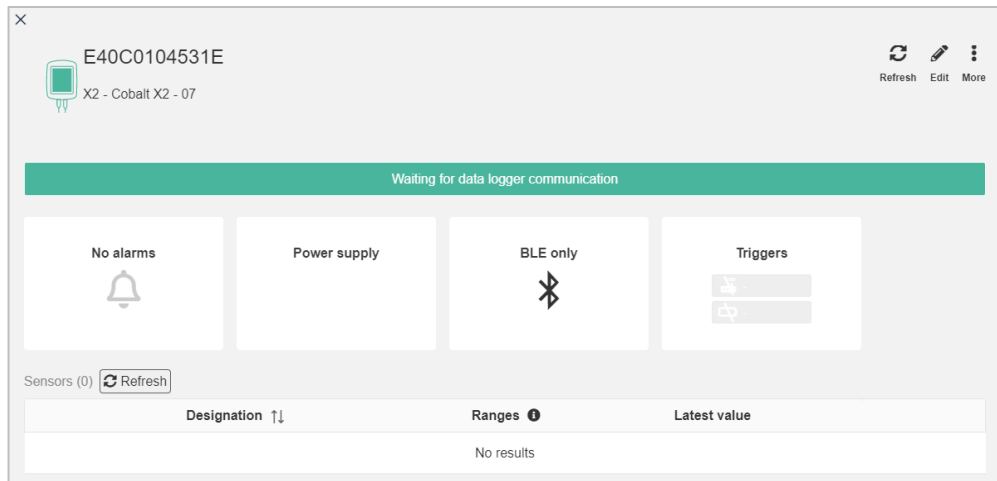 E40C0104531E
X2 - Cobalt X2 - 07
Refresh Edit More
Waiting for data logger communication
No alarms Power supply BLE only Triggers
-
-
Sensors (0) Refresh
Designation Ranges Latest value
No results